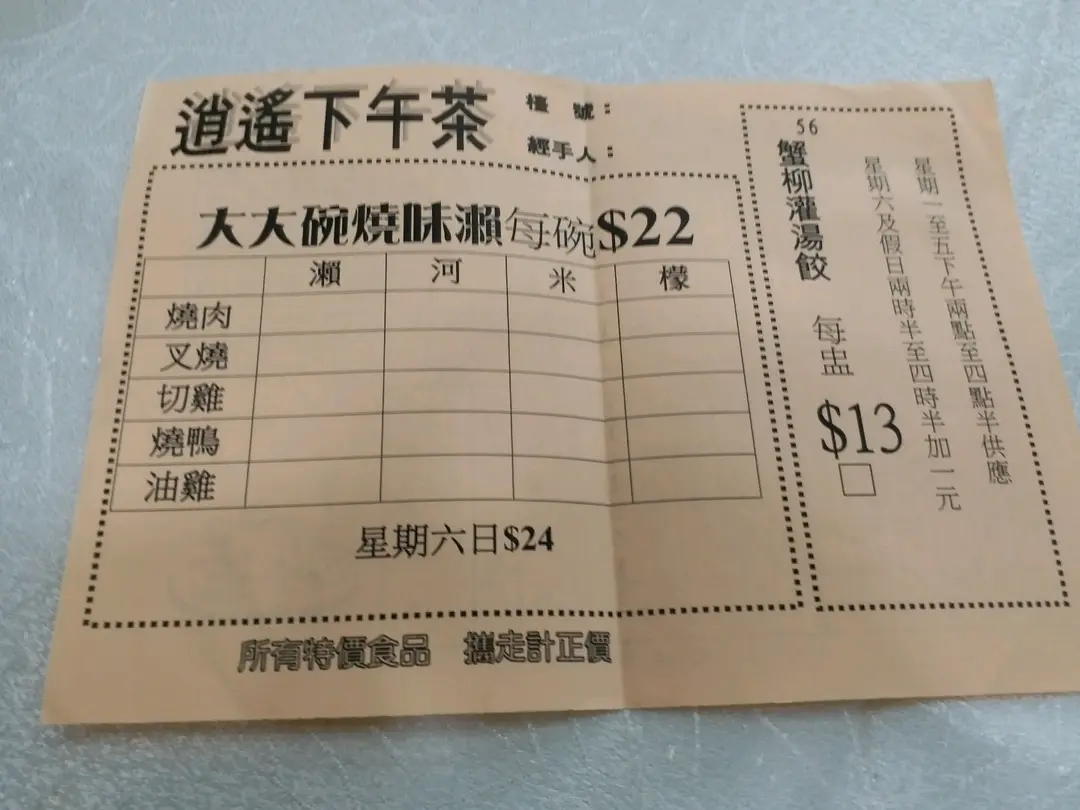 逍遙下午茶
檯 號：
經手人：
大大碗燒味瀨每碗$22
瀨 河 米 檬
燒肉
叉燒
切雞
燒鴨
油雞
星期六日$24
所有特價食品 攜走計正價
56
蟹柳灌湯餃 每盅 $13
星期一至五下午兩點至四點半供應
星期六及假日兩時半至四時半加一元